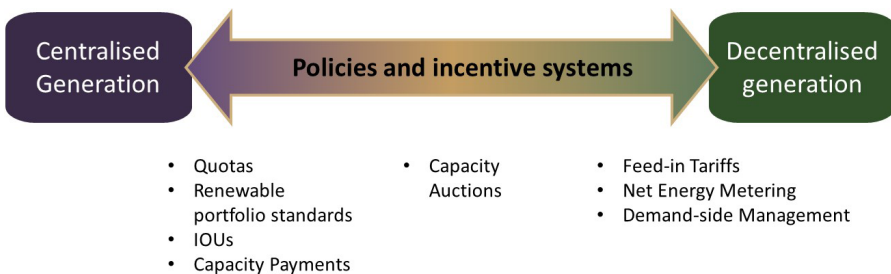 Centralised
Generation
Policies and incentive systems
Decentralised
generation
• Quotas
• Renewable
portfolio standards
• IOUs
• Capacity Payments
• Capacity
Auctions
• Feed-in Tariffs
• Net Energy Metering
• Demand-side Management